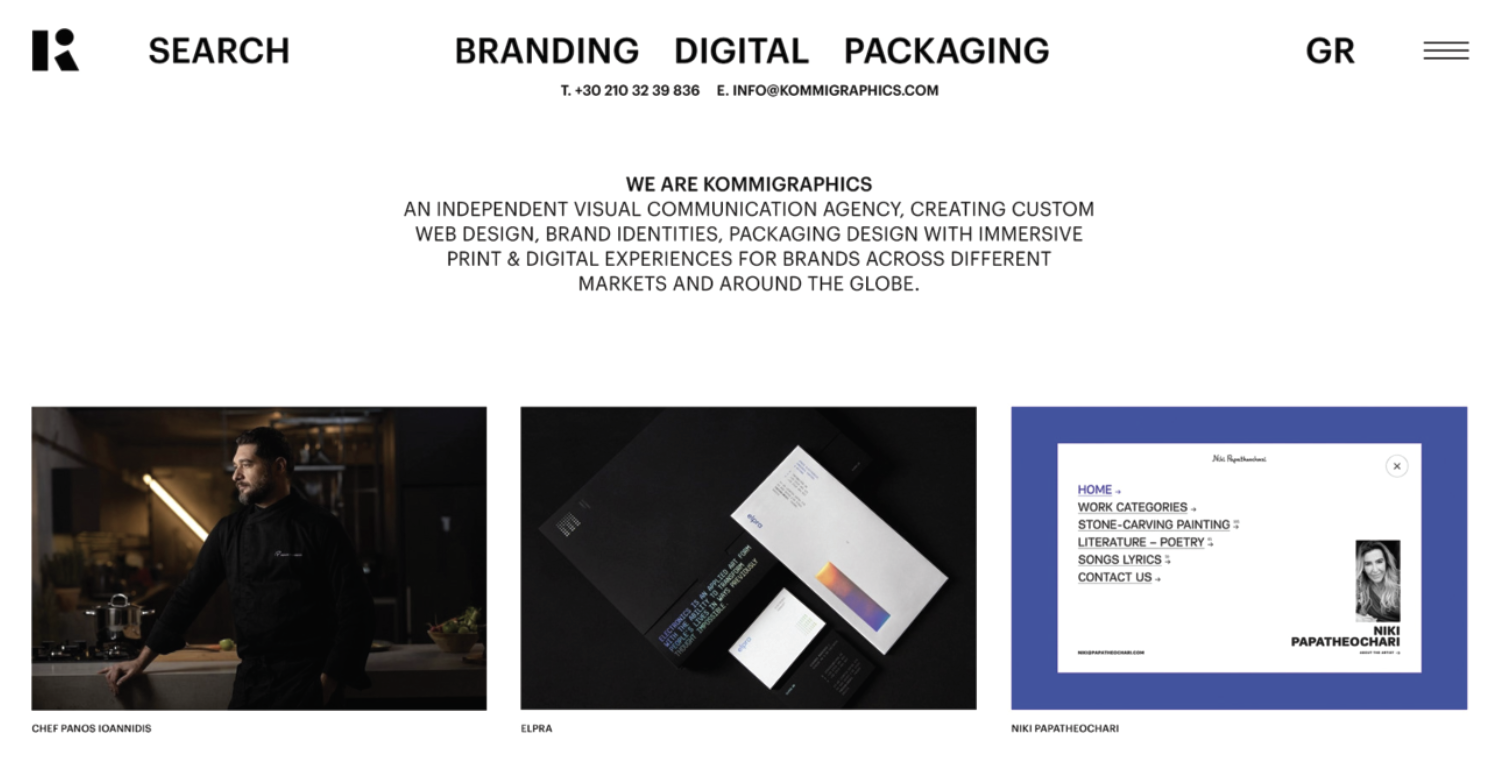 SEARCH
BRANDING DIGITAL PACKAGING
GR
T. +30 210 32 39 836 E. INFO@KOMMIGRAPHICS.COM
WE ARE KOMMIGRAPHICS
AN INDEPENDENT VISUAL COMMUNICATION AGENCY, CREATING CUSTOM
WEB DESIGN, BRAND IDENTITIES, PACKAGING DESIGN WITH IMMERSIVE
PRINT & DIGITAL EXPERIENCES FOR BRANDS ACROSS DIFFERENT
MARKETS AND AROUND THE GLOBE.
CHEF PANOS IOANNIDIS
elpra
ELECTRONICS IS AN APPLIED ART FORM
WITH THE ABILITY TO TRANSFORM
PEOPLE'S LIVES IN WAYS PREVIOUSLY
THOUGHT IMPOSSIBLE.
elpra
ELPRA
Niki Papatheochari
HOME
WORK CATEGORIES
STONE-CARVING PAINTING
LITERATURE – POETRY
SONGS LYRICS
CONTACT US
NIKI
PAPATHEOCHARI
NIKI@PAPATHEOCHARI.COM
ABOUT THE ARTIST
NIKI PAPATHEOCHARI